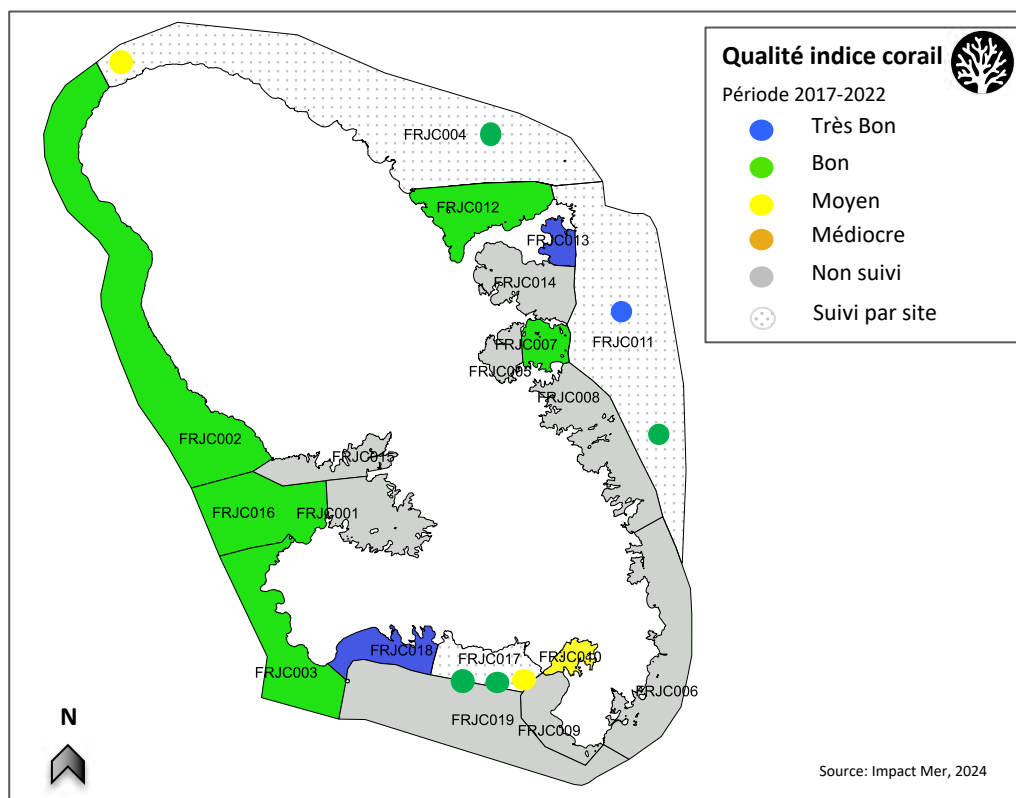 Qualité indice corail
Période 2017-2022
Très Bon
Bon
Moyen
Médiocre
Non suivi
Suivi par site
FRJC004
FRJC012
FRJC013
FRJC014
FRJC011
FRJC007
FRJC005
FRJC008
FRJC002
FRJC015
FRJC016
FRJC001
FRJC018
FRJC017
FRJC010
FRJC003
FRJC006
FRJC019
FRJC009
N
Source: Impact Mer, 2024